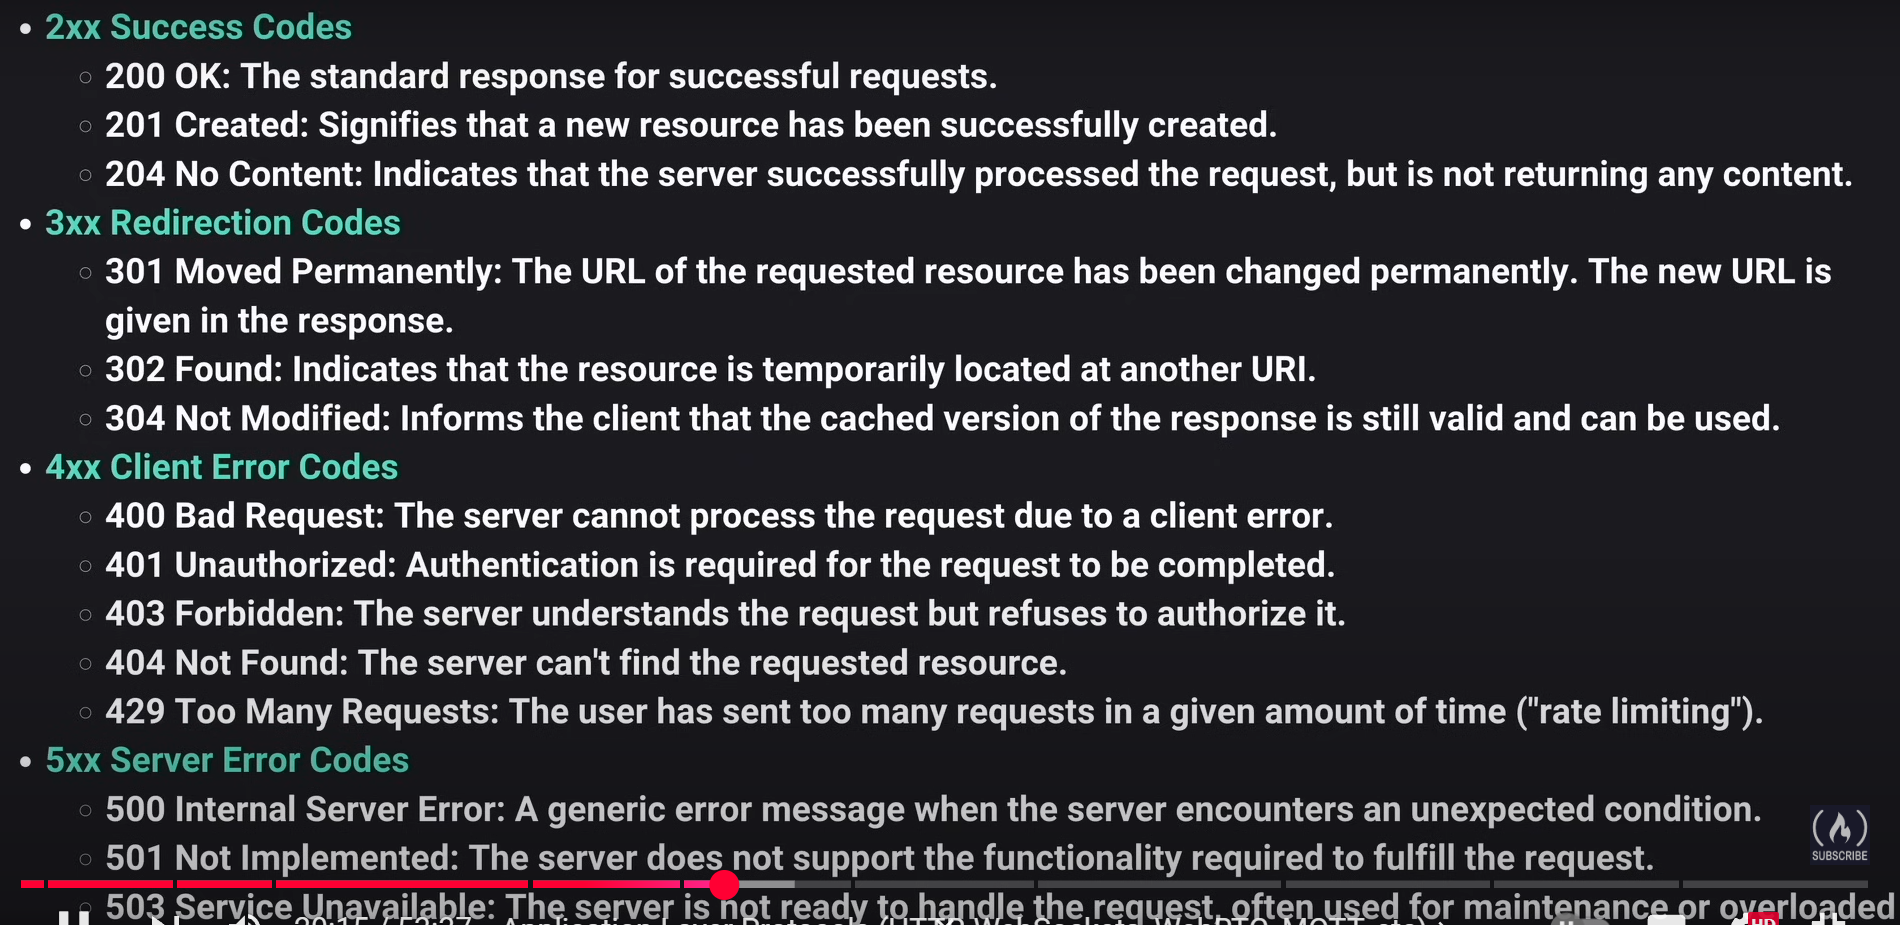 2xx Success Codes
200 OK: The standard response for successful requests.
201 Created: Signifies that a new resource has been successfully created.
204 No Content: Indicates that the server successfully processed the request, but is not returning any content.
3xx Redirection Codes
301 Moved Permanently: The URL of the requested resource has been changed permanently. The new URL is
given in the response.
302 Found: Indicates that the resource is temporarily located at another URI.
304 Not Modified: Informs the client that the cached version of the response is still valid and can be used.
4xx Client Error Codes
400 Bad Request: The server cannot process the request due to a client error.
401 Unauthorized: Authentication is required for the request to be completed.
403 Forbidden: The server understands the request but refuses to authorize it.
404 Not Found: The server can't find the requested resource.
429 Too Many Requests: The user has sent too many requests in a given amount of time ("rate limiting").
5xx Server Error Codes
500 Internal Server Error: A generic error message when the server encounters an unexpected condition.
SUBSCRIBE
501 Not Implemented: The server does not support the functionality required to fulfill the request.
503 Service Unavailable: The server is not ready to handle the request, often used for maintenance or overloaded
Application Layer Protocols (HTTP, WebSockets, WebRTC, MQTT, etc)
HD